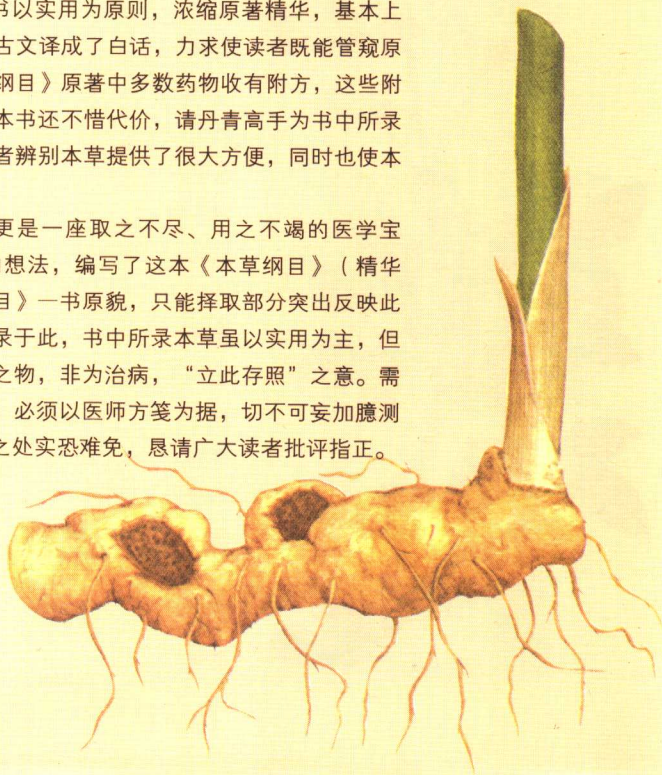 书以实用为原则，浓缩原著精华，基本上
古文译成了白话，力求使读者既能管窥原
纲目》原著中多数药物收有附方，这些附
本书还不惜代价，请丹青高手为书中所录
者辨别本草提供了很大方便，同时也使本
更是一座取之不尽、用之不竭的医学宝
想法，编写了这本《本草纲目》（精华
目》一书原貌，只能择取部分突出反映此
录于此，书中所录本草虽以实用为主，但
之物，非为治病，“立此存照”之意。需
必须以医师方笺为据，切不可妄加臆测
之处实恐难免，恳请广大读者批评指正。